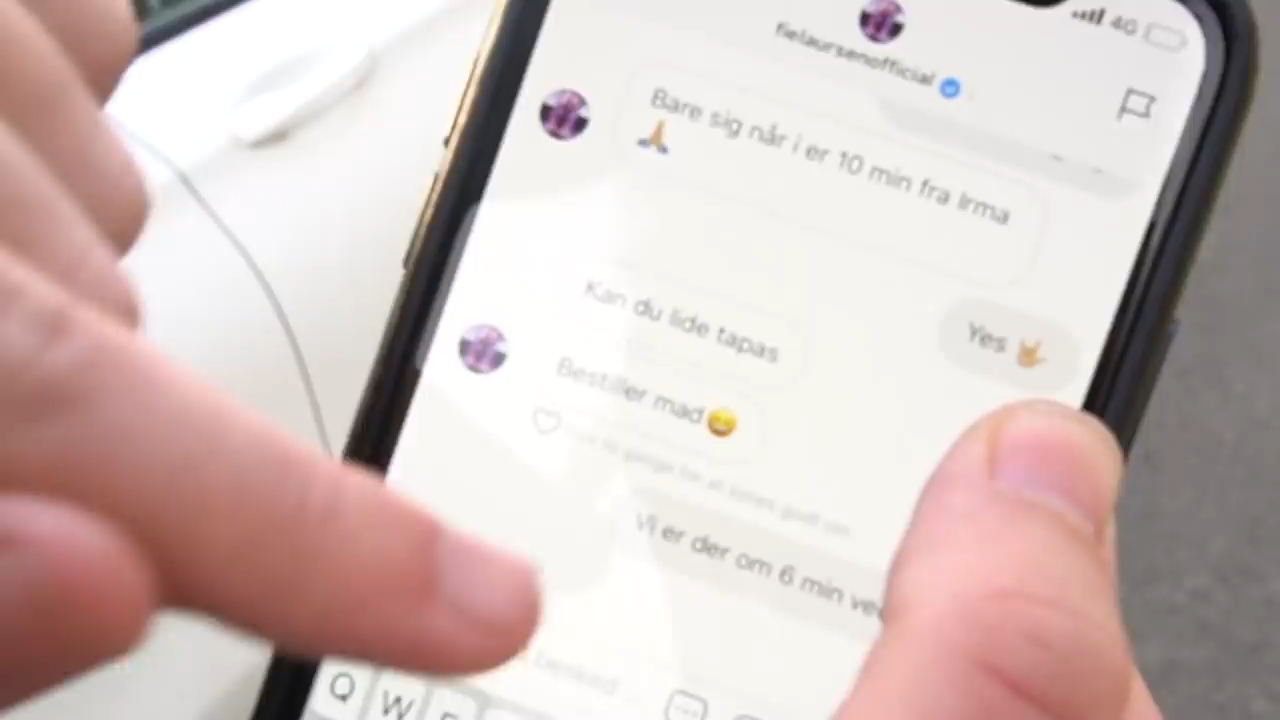 4G
fielaursenofficial
Bare sig når i er 10 min fra Irma
🙏
Yes 🤟
Kan du lide tapas
Bestiller mad😄
Vi er der om 6 min
Q W